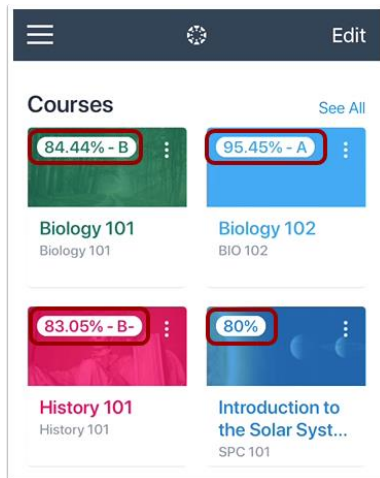 Edit
Courses
See All
84.44% - B
95.45% - A
Biology 101
Biology 101
Biology 102
BIO 102
83.05% - B-
80%
History 101
History 101
Introduction to
the Solar Syst...
SPC 101